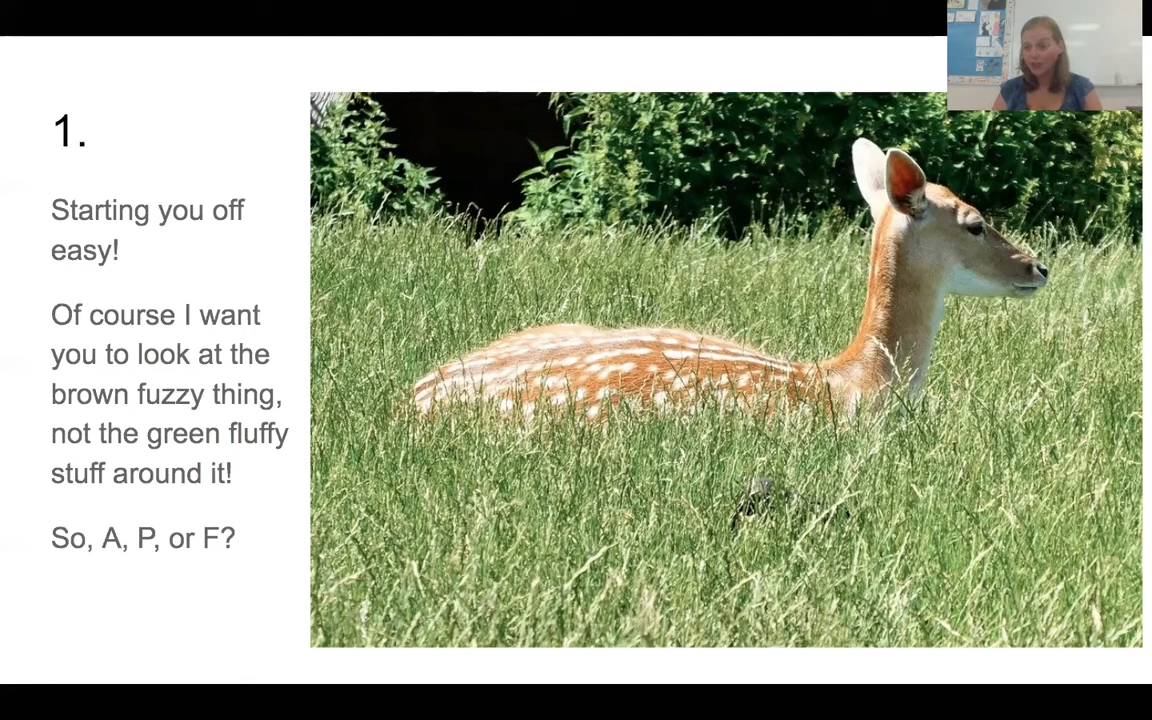 1.
Starting you off
easy!
Of course I want
you to look at the
brown fuzzy thing,
not the green fluffy
stuff around it!
So, A, P, or F?